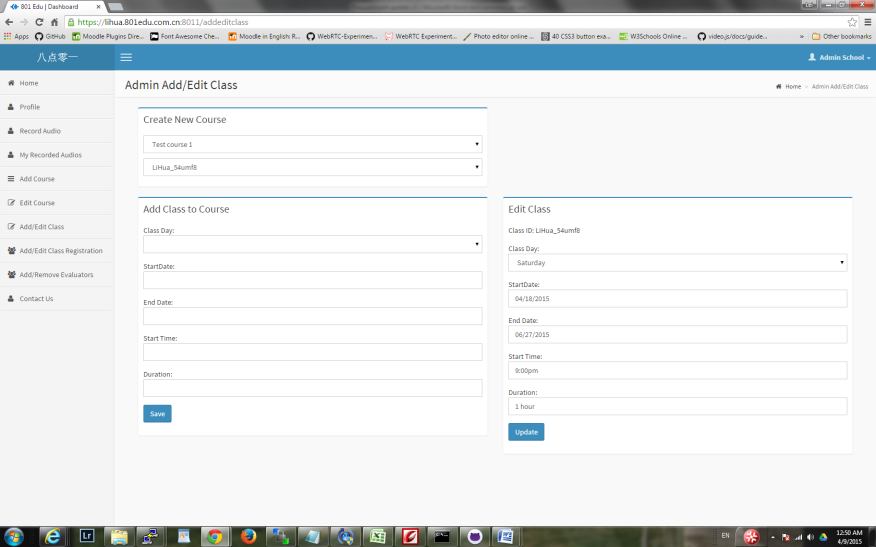 801 Edu | Dashboard
https://lihua.801edu.com.cn:8011/addeditclass
Apps GitHub Moodle Plugins Dire... Font Awesome Che... Moodle in English: R... WebRTC-Experimen... WebRTC Experiment... Photo editor online ... 40 CSS3 button exa... W3Schools Online ... video.js/docs/guide... » Other bookmarks
八点零一
Admin School
Home
Profile
Record Audio
My Recorded Audios
Add Course
Edit Course
Add/Edit Class
Add/Edit Class Registration
Add/Remove Evaluators
Contact Us
Admin Add/Edit Class
Home > Admin Add/Edit Class
Create New Course
Test course 1
LiHua_54umf8
Add Class to Course
Class Day:
StartDate:
End Date:
Start Time:
Duration:
Save
Edit Class
Class ID: LiHua_54umf8
Class Day:
Saturday
StartDate:
04/18/2015
End Date:
06/27/2015
Start Time:
9:00pm
Duration:
1 hour
Update
Lr
EN
12:50 AM
4/9/2015